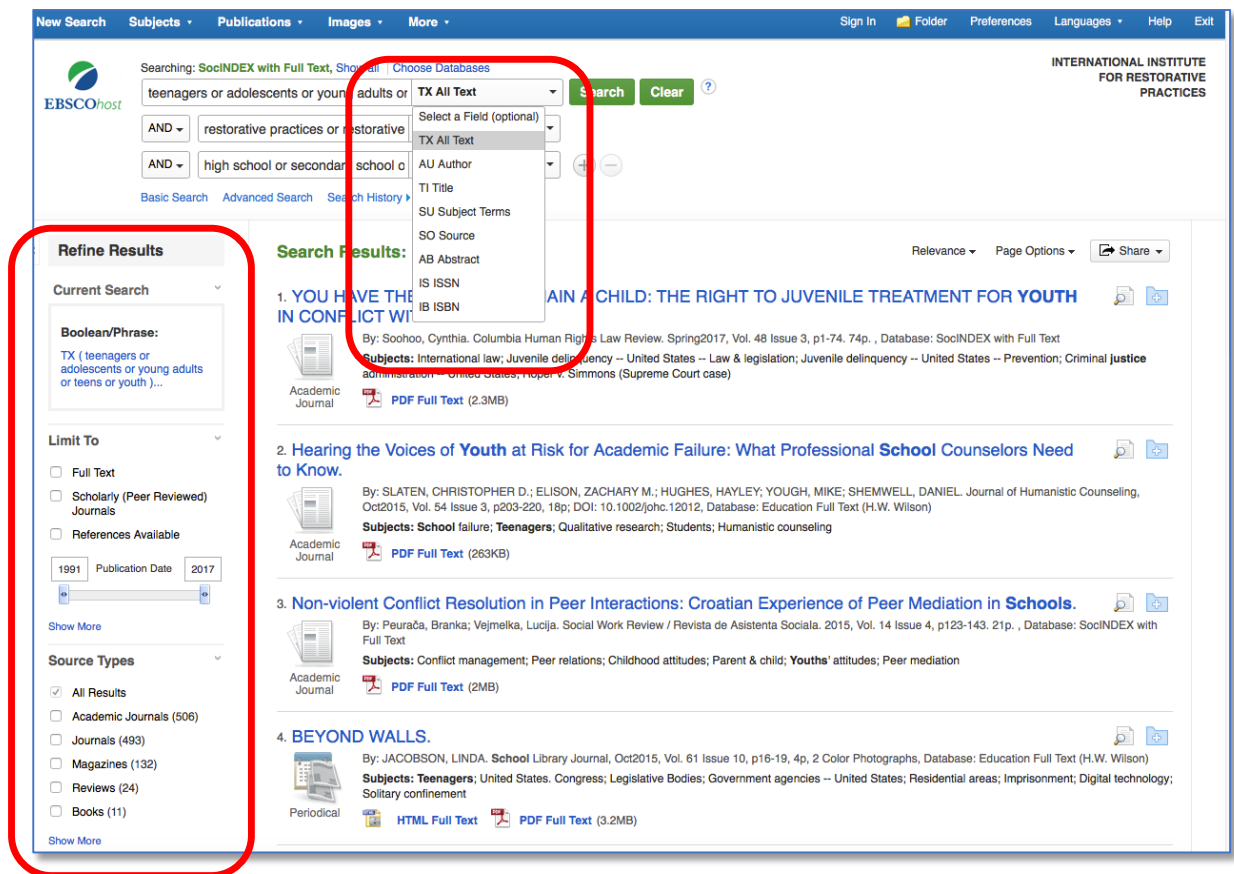 New Search Subjects Publications Images More Sign In Folder Preferences Languages Help Exit
EBSCOhost
Searching: SocINDEX with Full Text, Show all Choose Databases
INTERNATIONAL INSTITUTE
FOR RESTORATIVE
PRACTICES
teenagers or adolescents or young adults or TX All Text Search Clear ?
AND restorative practices or restorative
AND high school or secondary school o
Basic Search Advanced Search Search History
Select a Field (optional)
TX All Text
AU Author
TI Title
SU Subject Terms
SO Source
AB Abstract
IS ISSN
IB ISBN
Refine Results
Current Search
Boolean/Phrase:
TX ( teenagers or
adolescents or young adults
or teens or youth )...
Limit To
Full Text
Scholarly (Peer Reviewed)
Journals
References Available
1991 Publication Date 2017
Show More
Source Types
All Results
Academic Journals (506)
Journals (493)
Magazines (132)
Reviews (24)
Books (11)
Show More
Search Results:
Relevance Page Options Share
1. YOU HAVE THE AIN A CHILD: THE RIGHT TO JUVENILE TREATMENT FOR YOUTH
IN CONFLICT WI
By: Soohoo, Cynthia. Columbia Human Rights Law Review. Spring2017, Vol. 48 Issue 3, p1-74. 74p. , Database: SocINDEX with Full Text
Subjects: International law; Juvenile delinquency -- United States -- Law & legislation; Juvenile delinquency -- United States -- Prevention; Criminal justice
administration -- United States; Roper v. Simmons (Supreme Court case)
Academic
Journal
PDF Full Text (2.3MB)
2. Hearing the Voices of Youth at Risk for Academic Failure: What Professional School Counselors Need
to Know.
By: SLATEN, CHRISTOPHER D.; ELISON, ZACHARY M.; HUGHES, HAYLEY; YOUGH, MIKE; SHEMWELL, DANIEL. Journal of Humanistic Counseling,
Oct2015, Vol. 54 Issue 3, p203-220, 18p; DOI: 10.1002/johc.12012, Database: Education Full Text (H.W. Wilson)
Subjects: School failure; Teenagers; Qualitative research; Students; Humanistic counseling
Academic
Journal
PDF Full Text (263KB)
3. Non-violent Conflict Resolution in Peer Interactions: Croatian Experience of Peer Mediation in Schools.
By: Peurača, Branka; Vejmelka, Lucija. Social Work Review / Revista de Asistenta Sociala. 2015, Vol. 14 Issue 4, p123-143. 21p. , Database: SocINDEX with
Full Text
Subjects: Conflict management; Peer relations; Childhood attitudes; Parent & child; Youths' attitudes; Peer mediation
Academic
Journal
PDF Full Text (2MB)
4. BEYOND WALLS.
By: JACOBSON, LINDA. School Library Journal, Oct2015, Vol. 61 Issue 10, p16-19, 4p, 2 Color Photographs, Database: Education Full Text (H.W. Wilson)
Subjects: Teenagers; United States. Congress; Legislative Bodies; Government agencies -- United States; Residential areas; Imprisonment; Digital technology;
Solitary confinement
Periodical
HTML Full Text PDF Full Text (3.2MB)